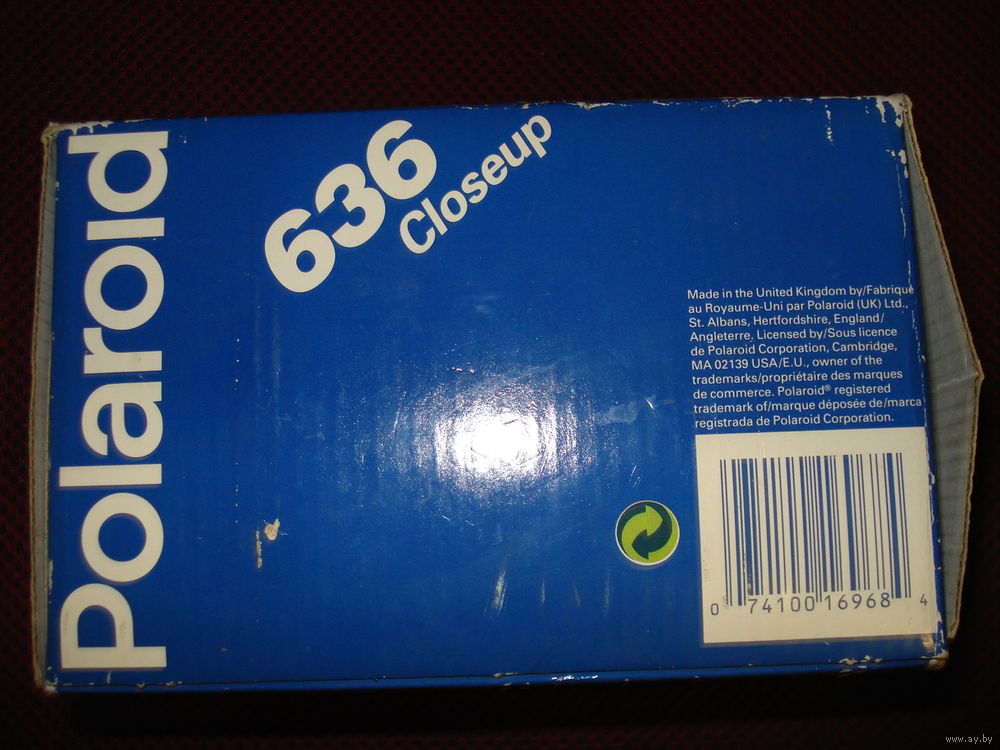 Polaroid
636
Closeup
Made in the United Kingdom by/Fabriqué
au Royaume-Uni par Polaroid (UK) Ltd.,
St. Albans, Hertfordshire, England/
Angleterre. Licensed by/Sous licence
de Polaroid Corporation, Cambridge,
MA 02139 USA/E.U., owner of the
trademarks/propriétaire des marques
de commerce. Polaroid® registered
trademark of/marque déposée de/marca
registrada de Polaroid Corporation.
0 74100 16968 4
www.ay.by